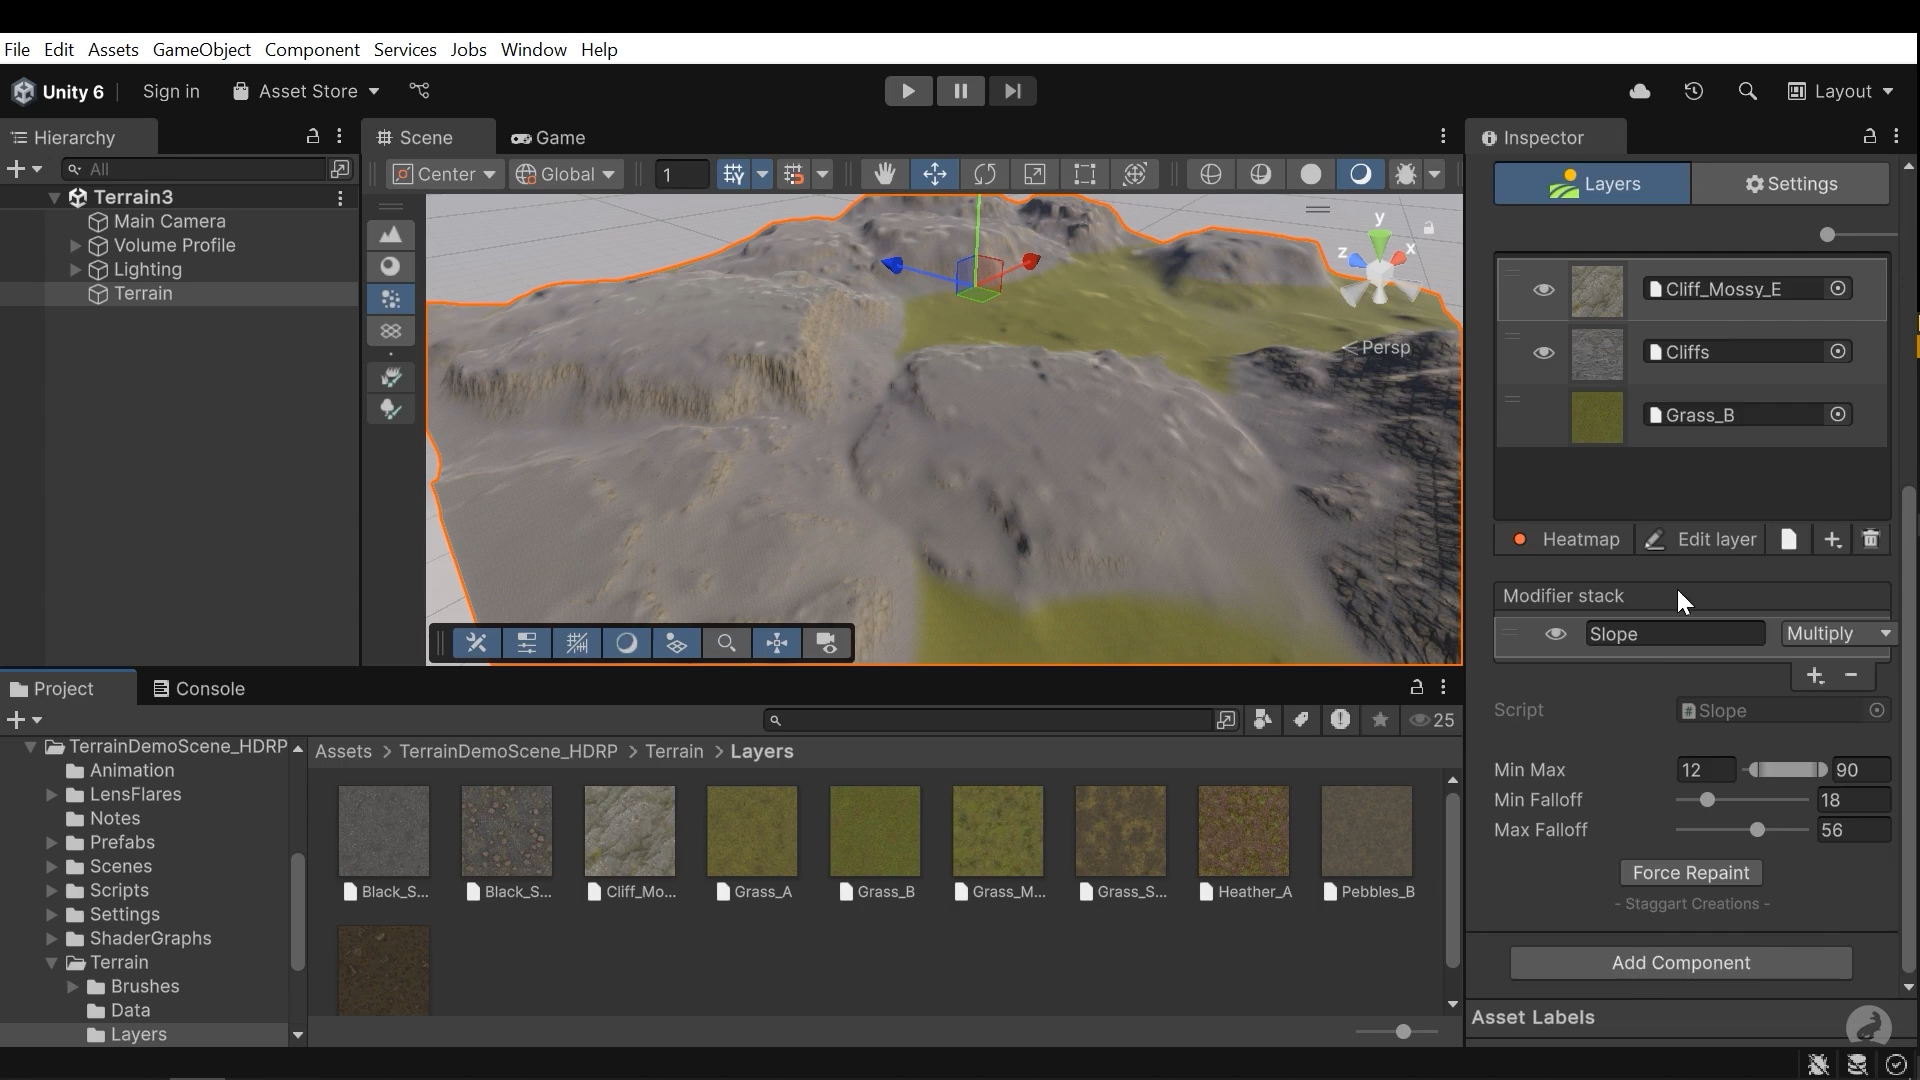 File Edit Assets GameObject Component Services Jobs Window Help
Unity 6 Sign in Asset Store Layout
Hierarchy
All
Terrain3
Main Camera
Volume Profile
Lighting
Terrain
Scene Game
Center Global 1
y
z x
Persp
Inspector
Layers Settings
Cliff_Mossy_E
Cliffs
Grass_B
Heatmap Edit layer
Modifier stack
Slope Multiply
Script Slope
Min Max 12 90
Min Falloff 18
Max Falloff 56
Force Repaint
- Staggart Creations -
Add Component
Asset Labels
Project Console
25
TerrainDemoScene_HDRP
Animation
LensFlares
Notes
Prefabs
Scenes
Scripts
Settings
ShaderGraphs
Terrain
Brushes
Data
Layers
Assets > TerrainDemoScene_HDRP > Terrain > Layers
Black_S... Black_S... Cliff_Mo... Grass_A Grass_B Grass_M... Grass_S... Heather_A Pebbles_B